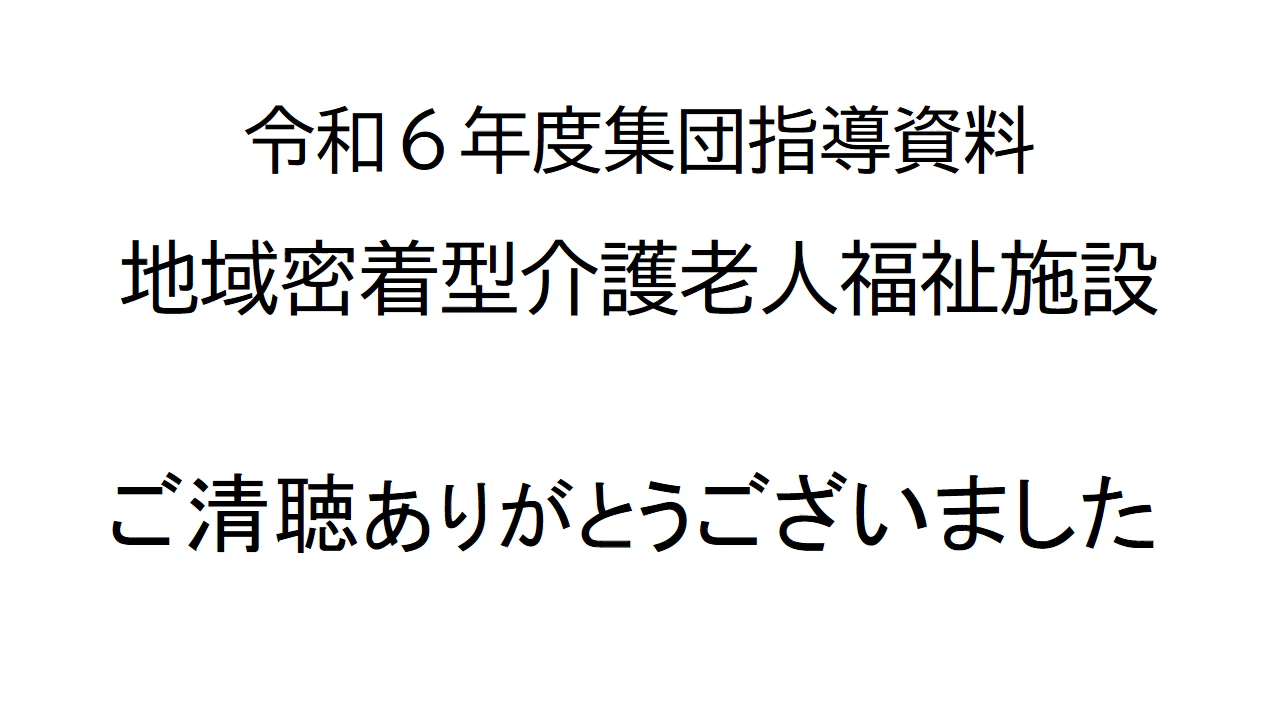 令和６年度集団指導資料
地域密着型介護老人福祉施設
ご清聴ありがとうございました